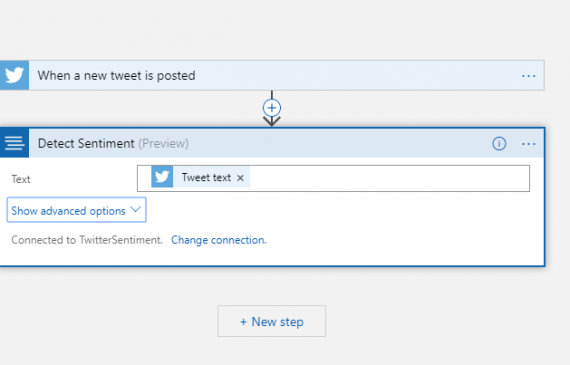 When a new tweet is posted
Detect Sentiment (Preview)
Text Tweet text ×
Show advanced options
Connected to TwitterSentiment. Change connection.
+ New step